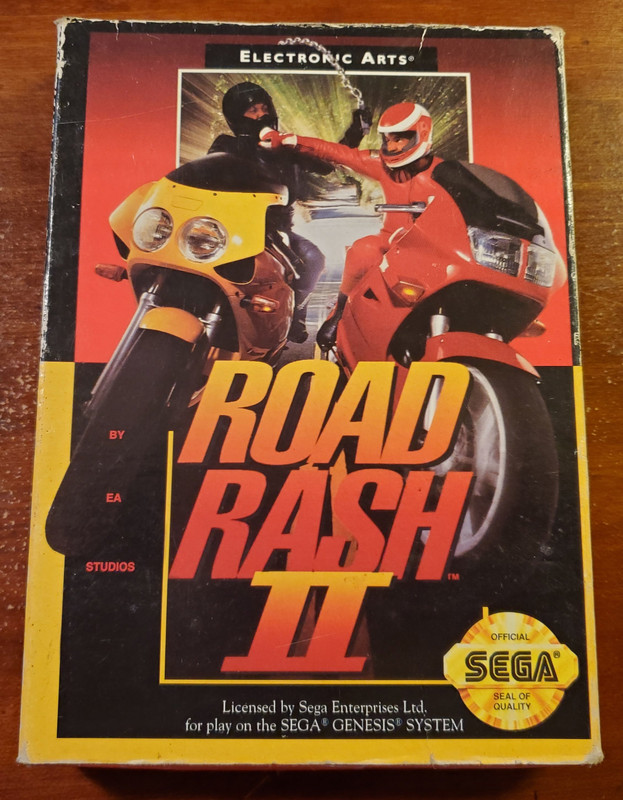 ELECTRONIC ARTS®
BY
EA
STUDIOS
ROAD
RASH™
II
OFFICIAL
SEGA®
SEAL OF
QUALITY
Licensed by Sega Enterprises Ltd.
for play on the SEGA® GENESIS® SYSTEM